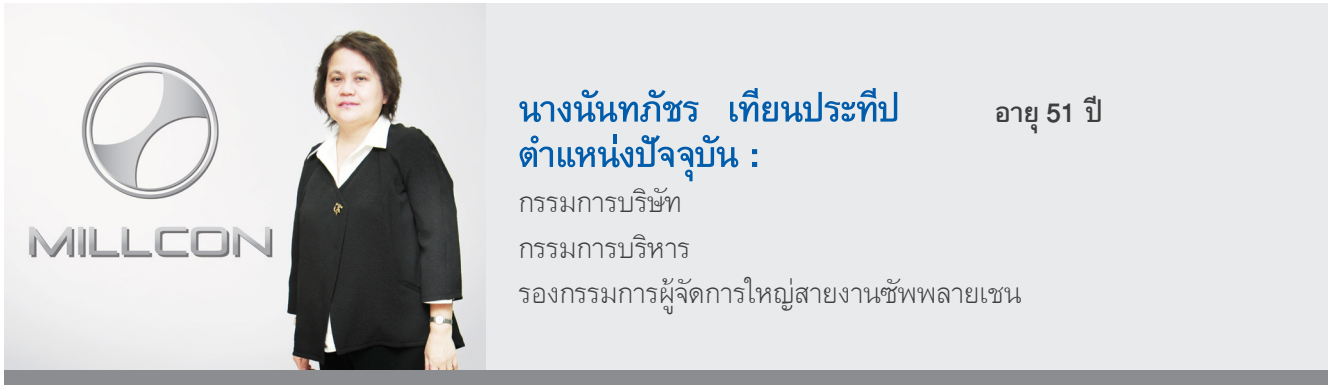 MILLCON
นางนันทภัชร เทียนประทีป อายุ 51 ปี
ตำแหน่งปัจจุบัน :
กรรมการบริษัท
กรรมการบริหาร
รองกรรมการผู้จัดการใหญ่สายงานซัพพลายเชน